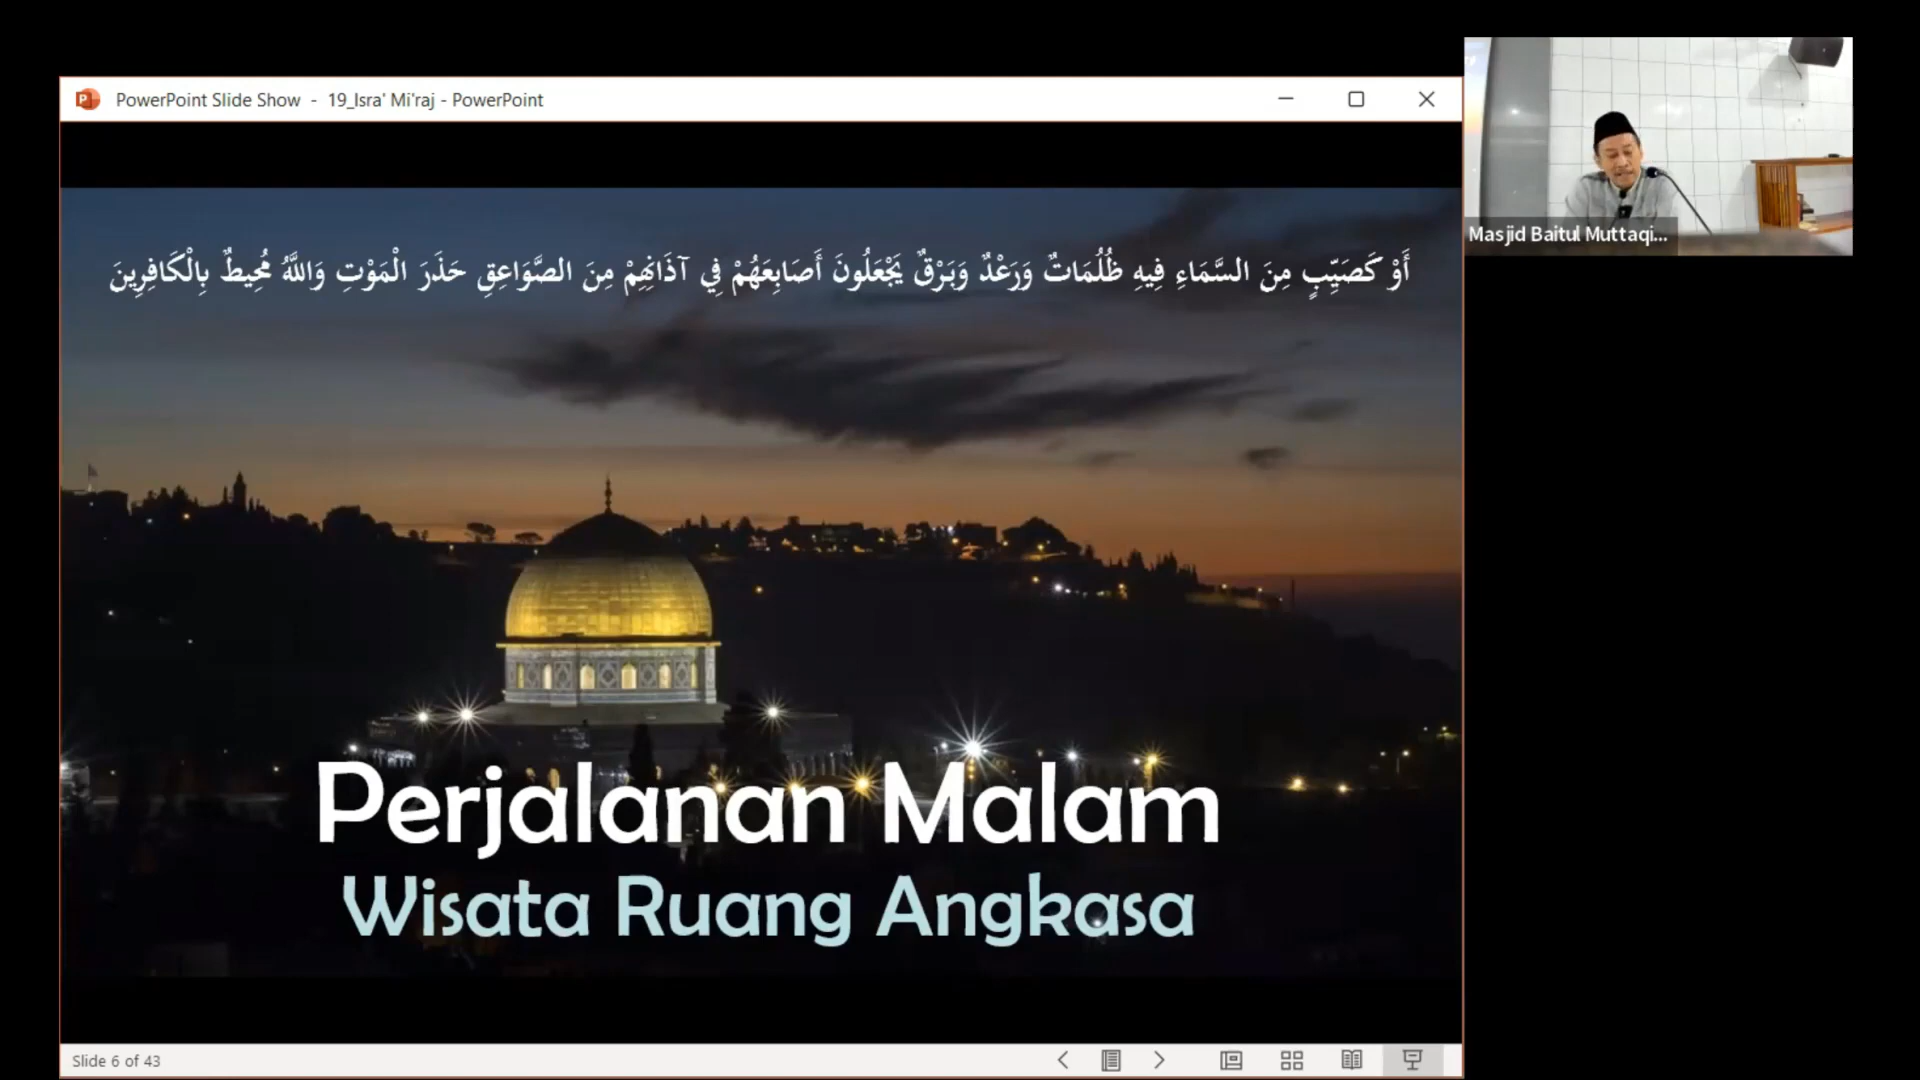 PowerPoint Slide Show - 19_Isra' Mi'raj - PowerPoint
أَوْ كَصَيِّبٍ مِنَ السَّمَاءِ فِيهِ ظُلُمَاتٌ وَرَعْدٌ وَبَرْقٌ يَجْعَلُونَ أَصَابِعَهُمْ فِي آذَانِهِمْ مِنَ الصَّوَاعِقِ حَذَرَ الْمَوْتِ وَاللَّهُ مُحِيطٌ بِالْكَافِرِينَ
Perjalanan Malam
Wisata Ruang Angkasa
Slide 6 of 43
Masjid Baitul Muttaqi...